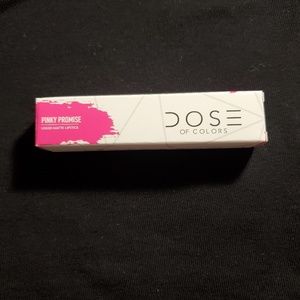 PINKY PROMISE
LIQUID MATTE LIPSTICK
DOSE
OF COLORS